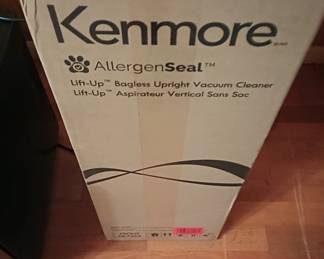 Kenmore
AllergenSeal™
Lift-Up™ Bagless Upright Vacuum Cleaner
Lift-Up™ Aspirateur Vertical Sans Sac